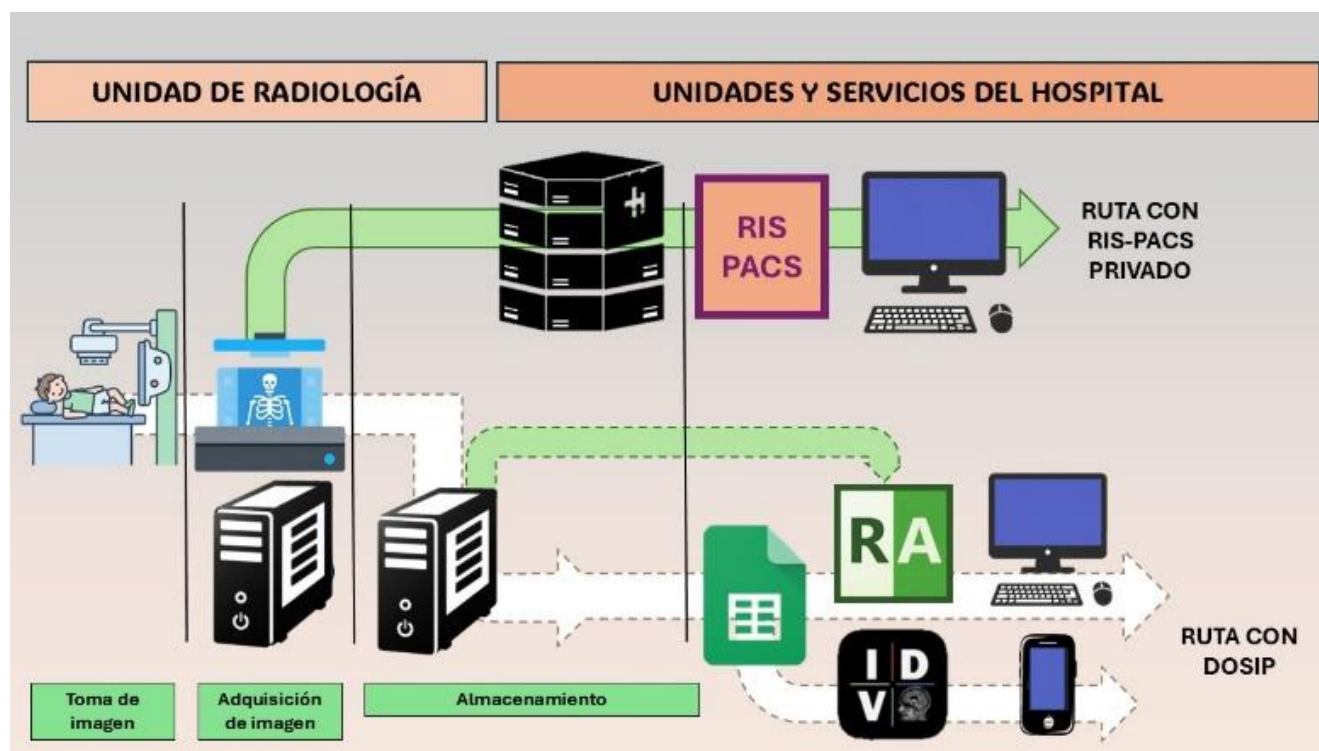 UNIDAD DE RADIOLOGÍA
UNIDADES Y SERVICIOS DEL HOSPITAL
RIS
PACS
RUTA CON
RIS-PACS
PRIVADO
RA
I D
V
RUTA CON
DOSIP
Toma de
imagen
Adquisición
de imagen
Almacenamiento